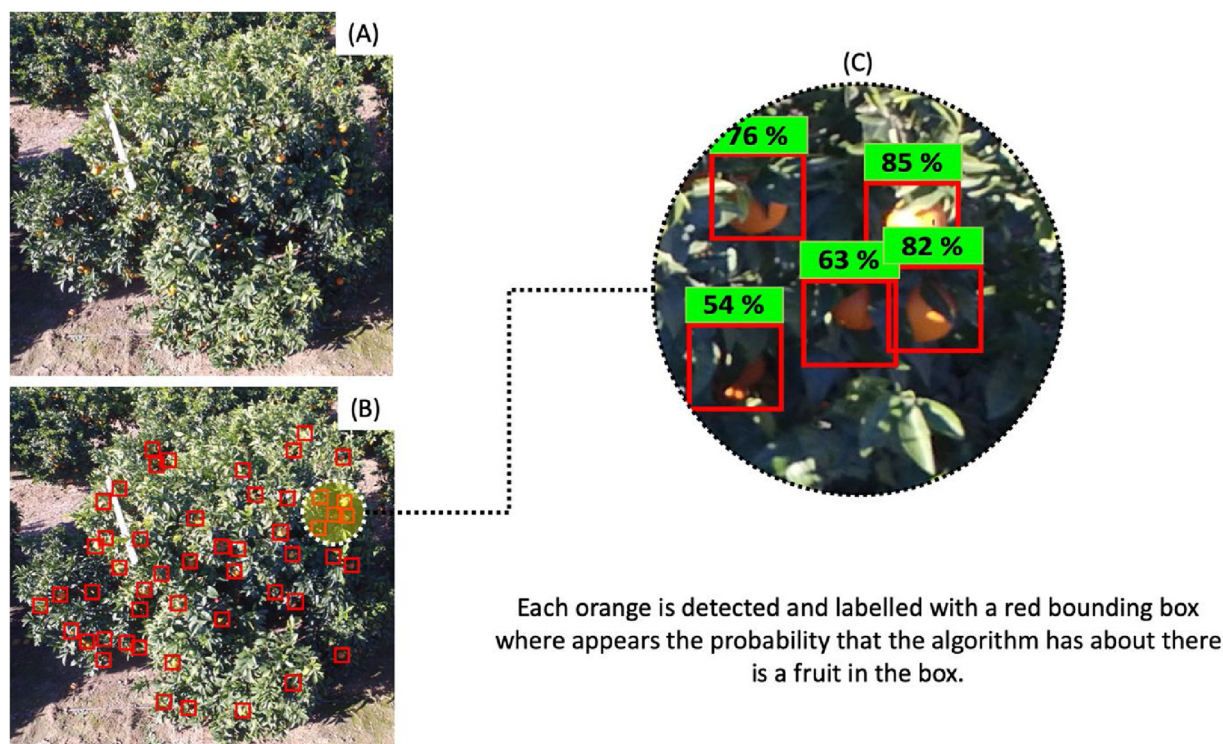 (A)
(B)
(C)
76 %
85 %
63 %
82 %
54 %
Each orange is detected and labelled with a red bounding box
where appears the probability that the algorithm has about there
is a fruit in the box.